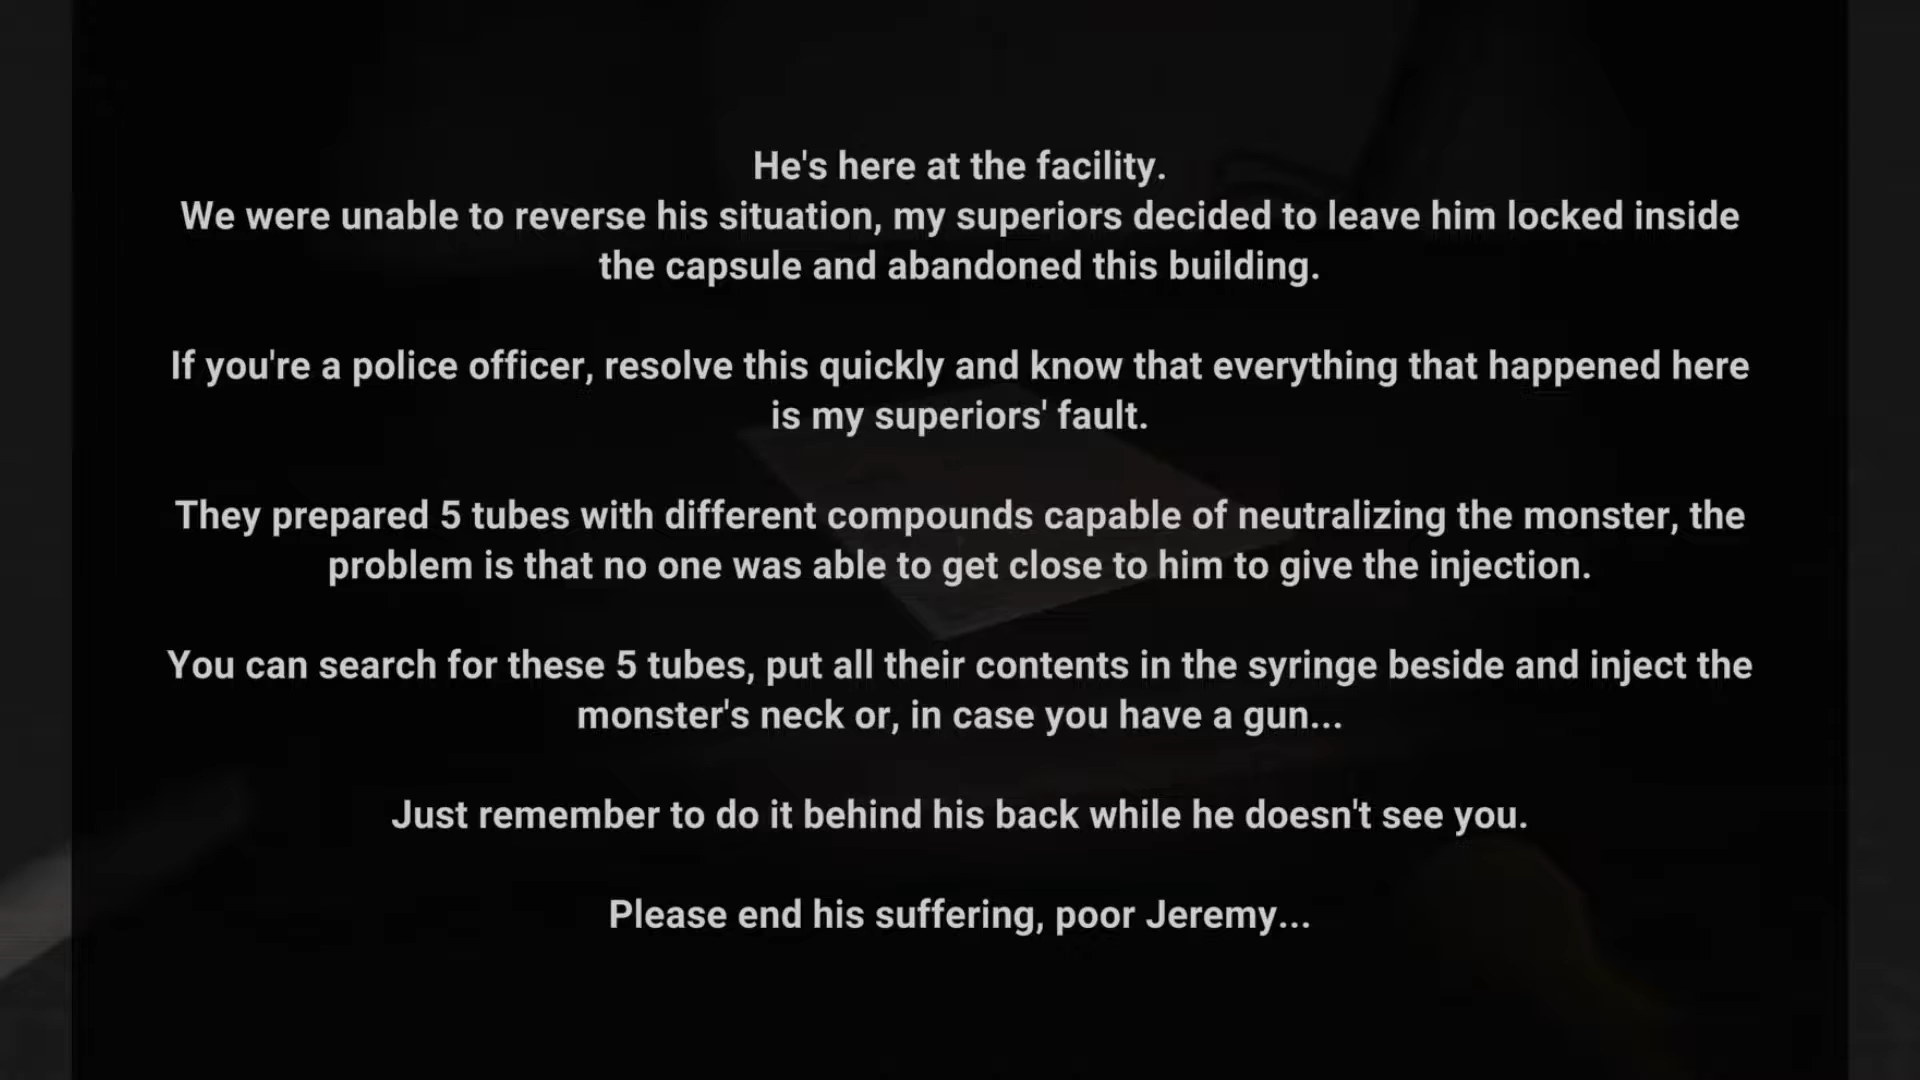 He's here at the facility.
We were unable to reverse his situation, my superiors decided to leave him locked inside
the capsule and abandoned this building.
If you're a police officer, resolve this quickly and know that everything that happened here
is my superiors' fault.
They prepared 5 tubes with different compounds capable of neutralizing the monster, the
problem is that no one was able to get close to him to give the injection.
You can search for these 5 tubes, put all their contents in the syringe beside and inject the
monster's neck or, in case you have a gun...
Just remember to do it behind his back while he doesn't see you.
Please end his suffering, poor Jeremy...